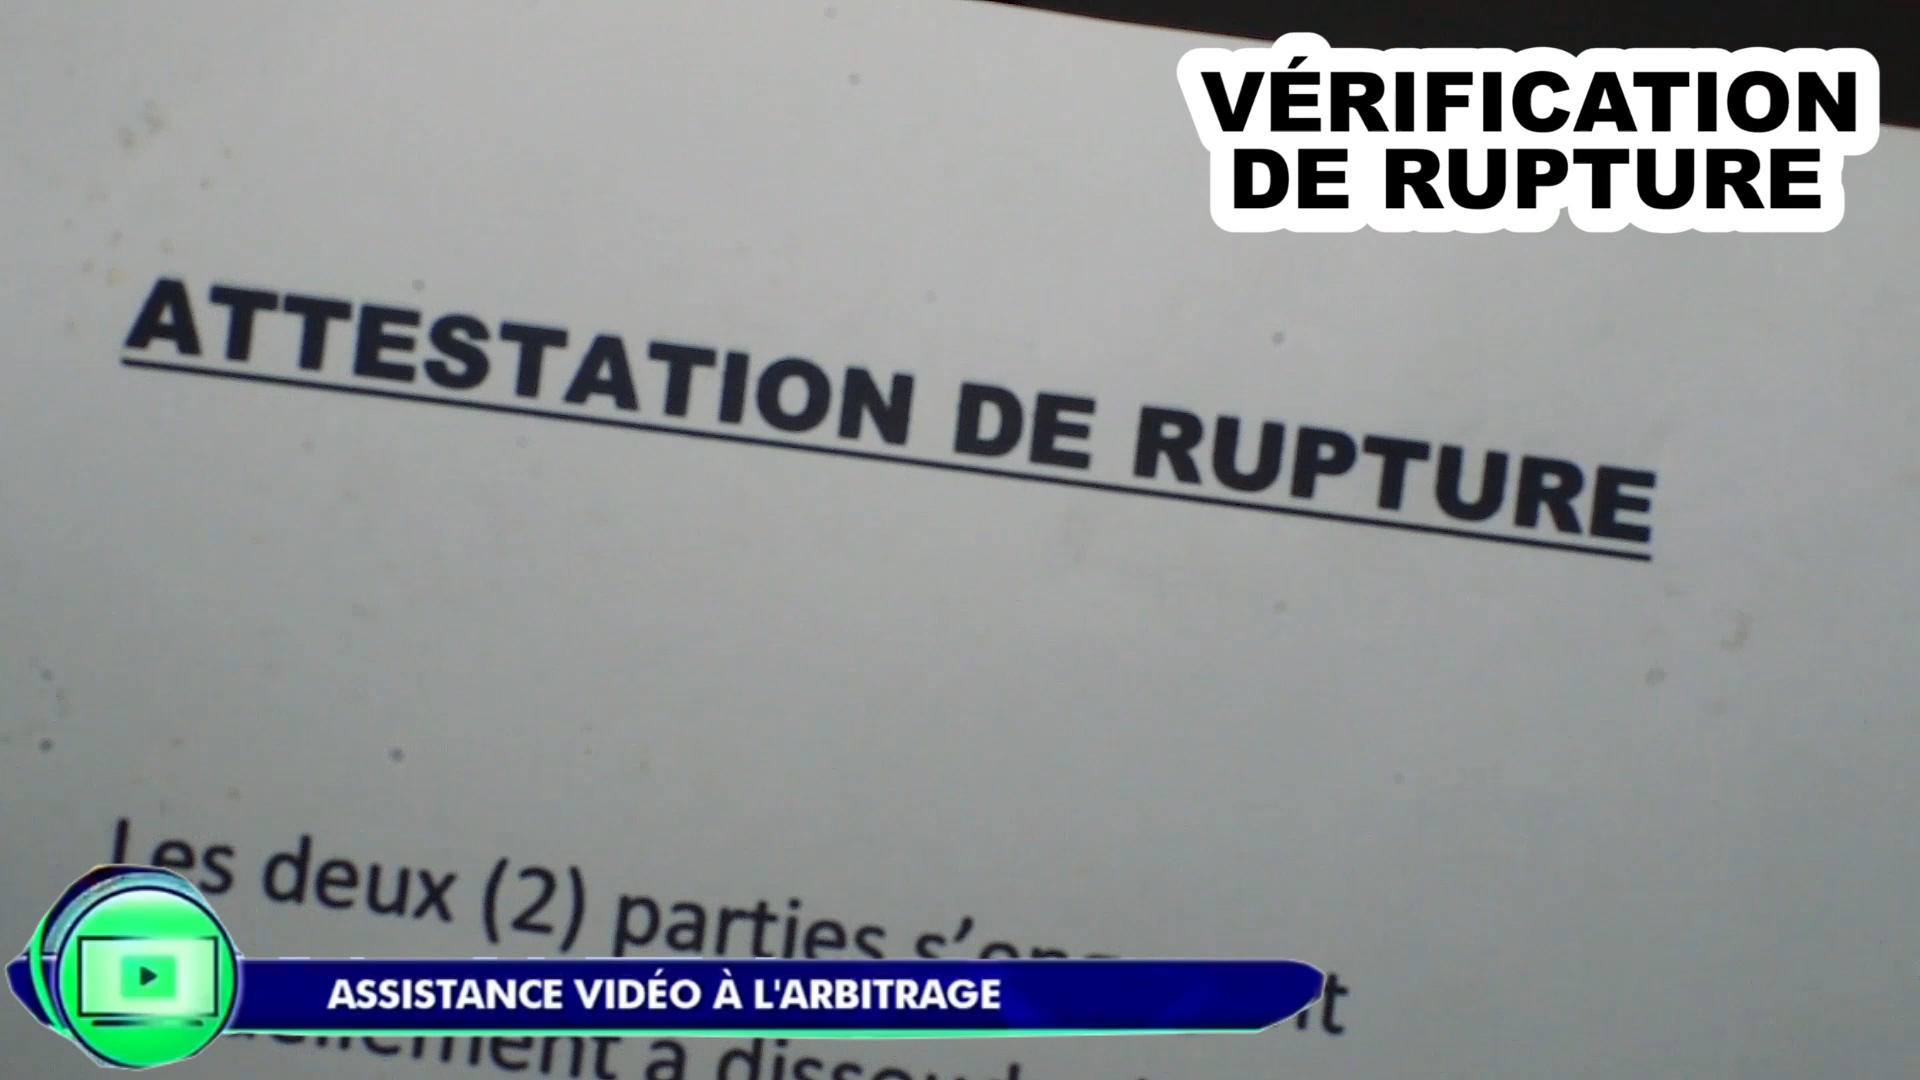 VÉRIFICATION
DE RUPTURE
ATTESTATION DE RUPTURE
Les deux (2) parties
ASSISTANCE VIDÉO À L'ARBITRAGE
à